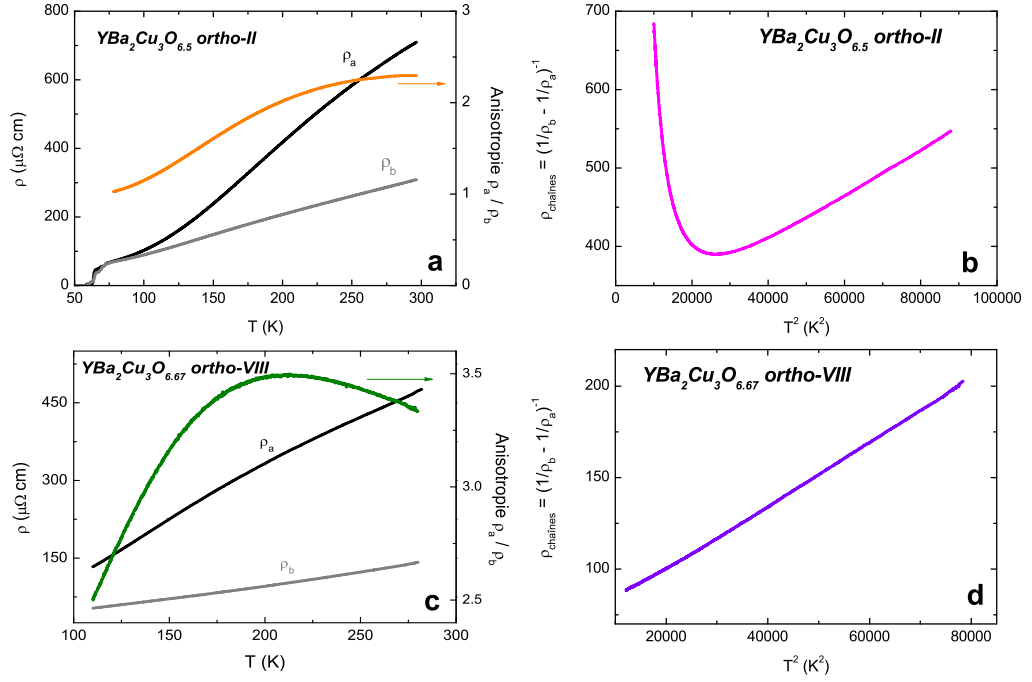 YBa2Cu3O6.5 ortho-II
ρa
ρb
a
800
600
400
200
0
3
2
1
0
50
100
150
200
250
300
ρ (μΩ cm)
Anisotropie ρa / ρb
T (K)
YBa2Cu3O6.5 ortho-II
b
700
600
500
400
0
20000
40000
60000
80000
100000
ρchaînes = (1/ρb - 1/ρa)-1
T2 (K2)
YBa2Cu3O6.67 ortho-VIII
ρa
ρb
c
450
300
150
3.5
3.0
2.5
100
150
200
250
300
ρ (μΩ cm)
Anisotropie ρa / ρb
T (K)
YBa2Cu3O6.67 ortho-VIII
d
200
150
100
20000
40000
60000
80000
ρchaînes = (1/ρb - 1/ρa)-1
T2 (K2)